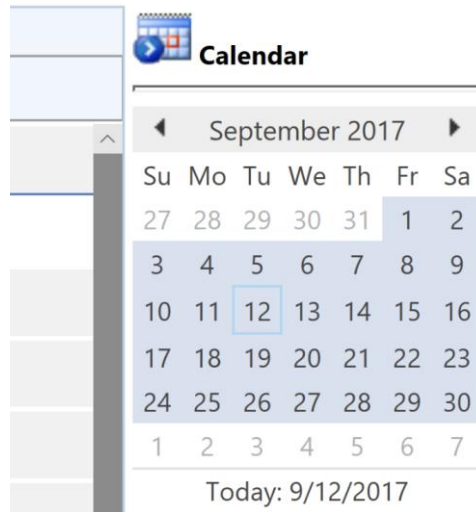 Calendar
September 2017
Su Mo Tu We Th Fr Sa
27 28 29 30 31 1 2
3 4 5 6 7 8 9
10 11 12 13 14 15 16
17 18 19 20 21 22 23
24 25 26 27 28 29 30
1 2 3 4 5 6 7
Today: 9/12/2017